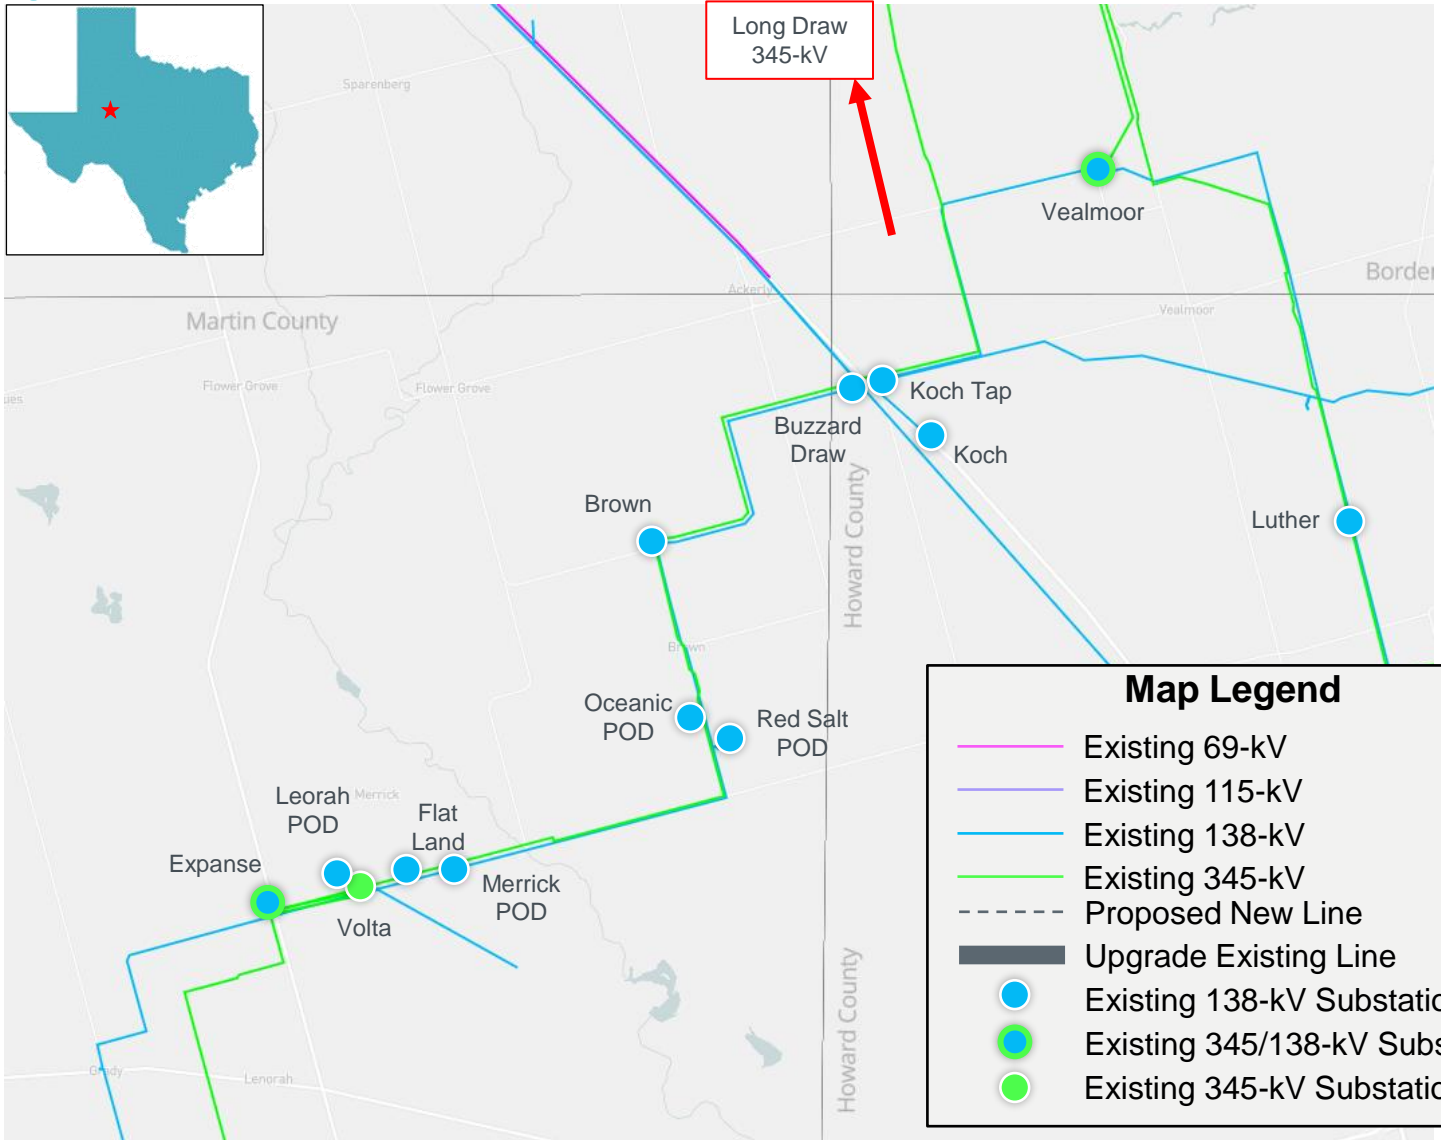 Long Draw
345-kV
Sparenberg
Vealmoor
Borde
Ackerly
Vealmoor
Martin County
Flower Grove
Flower Grove
ues
Koch Tap
Buzzard
Draw
Koch
Howard County
Brown
Luther
Brown
Oceanic
POD
Red Salt
POD
Leorah
POD
Merrick
Flat
Land
Expanse
Merrick
POD
Volta
Howard County
Grady
Lenorah
Map Legend
Existing 69-kV
Existing 115-kV
Existing 138-kV
Existing 345-kV
Proposed New Line
Upgrade Existing Line
Existing 138-kV Substatio
Existing 345/138-kV Subs
Existing 345-kV Substatio